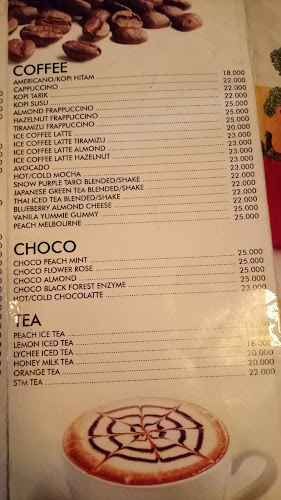 COFFEE
AMERICANO/KOPI HITAM 18.000
CAPPUCCINO 22.000
KOPI TARIK 22.000
KOPI SUSU 22.000
ALMOND FRAPPUCCINO 25.000
HAZELNUT FRAPPUCCINO 25.000
TIRAMIZU FRAPPUCCINO 25.000
ICE COFFEE LATTE 20.000
ICE COFFEE LATTE TIRAMIZU 23.000
ICE COFFEE LATTE ALMOND 23.000
ICE COFFEE LATTE HAZELNUT 23.000
AVOCADO 23.000
HOT/COLD MOCHA 23.000
SNOW PURPLE TARO BLENDED/SHAKE 22.000
JAPANESE GREEN TEA BLENDED/SHAKE 22.000
THAI ICED TEA BLENDED/SHAKE 22.000
BLUEBERRY ALMOND CHEESE 22.000
VANILA YUMMIE GUMMY 25.000
PEACH MELBOURNE 25.000
CHOCO
CHOCO PEACH MINT 25.000
CHOCO FLOWER ROSE 25.000
CHOCO ALMOND 25.000
CHOCO BLACK FOREST ENZYME 25.000
HOT/COLD CHOCOLATTE 23.000
TEA
PEACH ICE TEA
LEMON ICED TEA
LYCHEE ICED TEA 18.000
HONEY MILK TEA 20.000
ORANGE TEA 20.000
STM TEA 22.000